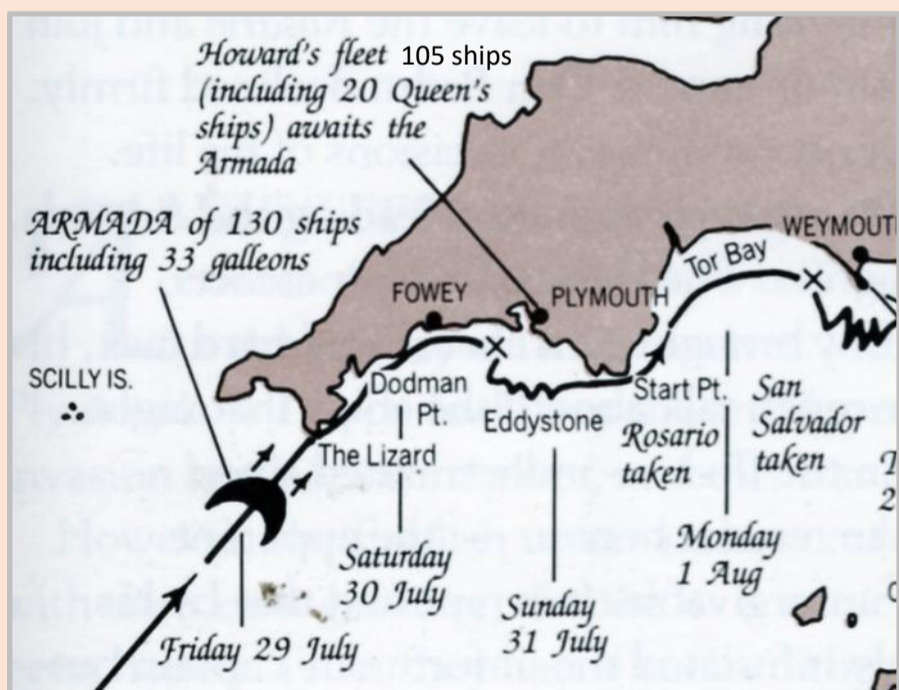 Howard's fleet 105 ships
(including 20 Queen's
ships) awaits the
Armada
ARMADA of 130 ships
including 33 galleons
WEYMOUTH
Tor Bay
FOWEY
PLYMOUTH
SCILLY IS.
Dodman
Pt.
Eddystone
Start Pt.
Rosario
taken
San
Salvador
taken
The Lizard
Saturday
30 July
Monday
1 Aug
Sunday
31 July
Friday 29 July